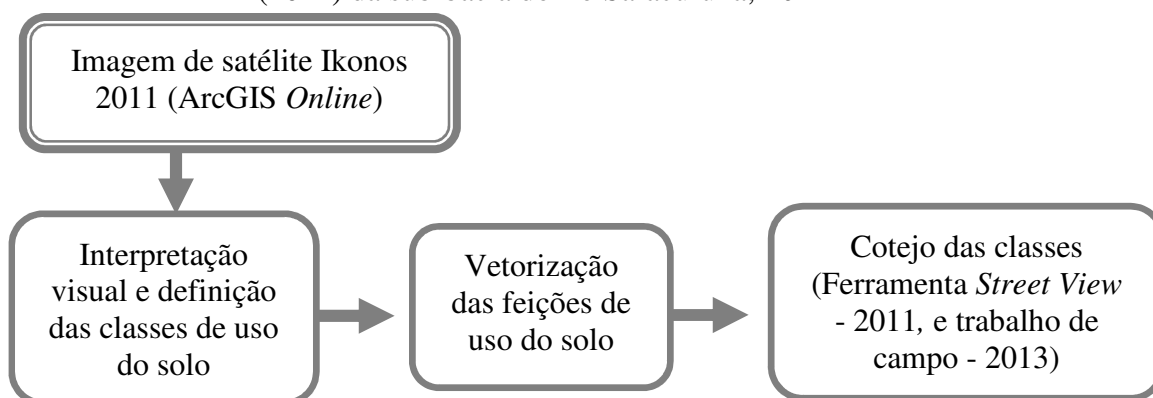 Imagem de satélite Ikonos
2011 (ArcGIS Online)
Interpretação
visual e definição
das classes de uso
do solo
Vetorização
das feições de
uso do solo
Cotejo das classes
(Ferramenta Street View
- 2011, e trabalho de
campo - 2013)